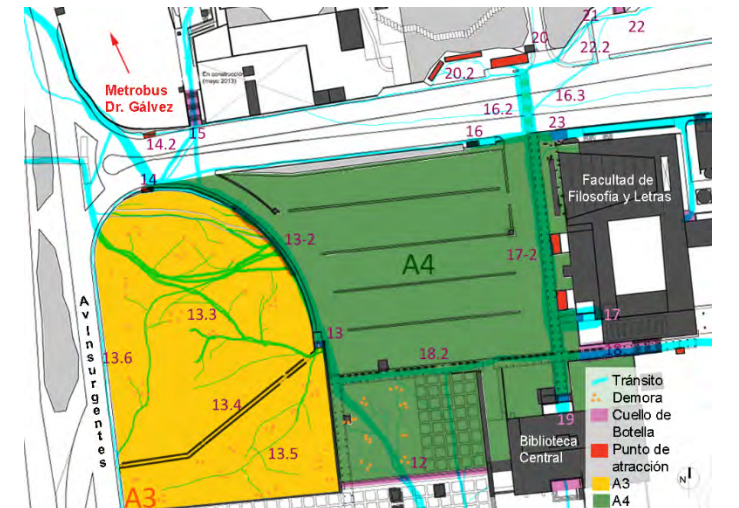 21
22
20
22.2
En construcción
(mayo 2013)
20.2
Metrobus
Dr. Gálvez
16.3
16.2
14.2
15
16
23
14
Facultad de
Filosofía y Letras
13-2
17-2
A4
Av Insurgentes
13.3
17
13
13.6
18.2
18
13.4
Tránsito
Demora
Cuello de
Botella
Punto de
atracción
A3
A4
19
Biblioteca
Central
13.5
12
A3
N